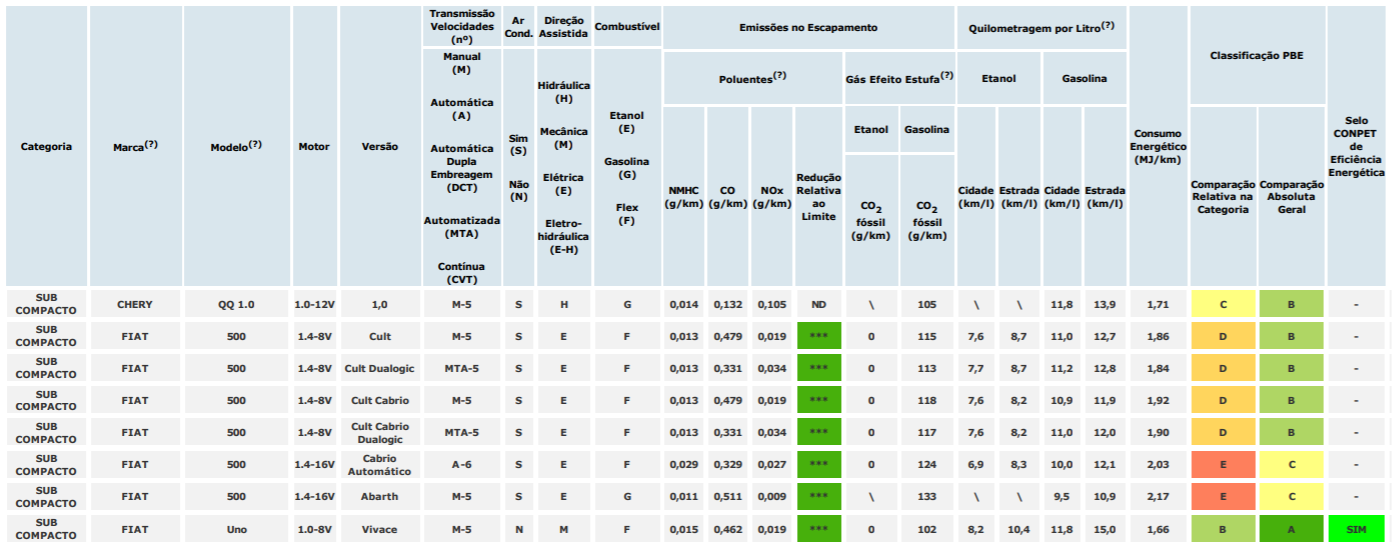 Categoria
Marca(?)
Modelo(?)
Motor
Versão
Transmissão
Velocidades
(nº)
Manual
(M)
Automática
(A)
Automática
Dupla
Embreagem
(DCT)
Automatizada
(MTA)
Contínua
(CVT)
Ar
Cond.
Sim
(S)
Não
(N)
Direção
Assistida
Hidráulica
(H)
Mecânica
(M)
Elétrica
(E)
Eletro-
hidráulica
(E-H)
Combustível
Etanol
(E)
Gasolina
(G)
Flex
(F)
Emissões no Escapamento
Poluentes(?)
NMHC
(g/km)
CO
(g/km)
NOx
(g/km)
Redução
Relativa
ao
Limite
Gás Efeito Estufa(?)
Etanol
CO2
fóssil
(g/km)
Gasolina
CO2
fóssil
(g/km)
Quilometragem por Litro(?)
Etanol
Cidade
(km/l)
Estrada
(km/l)
Gasolina
Cidade
(km/l)
Estrada
(km/l)
Consumo
Energético
(MJ/km)
Classificação PBE
Comparação
Relativa na
Categoria
Comparação
Absoluta
Geral
Selo
CONPET
de
Eficiência
Energética
SUB COMPACTO CHERY QQ 1.0 1.0-12V 1,0 M-5 S H G 0,014 0,132 0,105 ND \ 105 \ \ 11,8 13,9 1,71 C B -
SUB COMPACTO FIAT 500 1.4-8V Cult M-5 S E F 0,013 0,479 0,019 *** 0 115 7,6 8,7 11,0 12,7 1,86 D B -
SUB COMPACTO FIAT 500 1.4-8V Cult Dualogic MTA-5 S E F 0,013 0,331 0,034 *** 0 113 7,7 8,7 11,2 12,8 1,84 D B -
SUB COMPACTO FIAT 500 1.4-8V Cult Cabrio M-5 S E F 0,013 0,479 0,019 *** 0 118 7,6 8,2 10,9 11,9 1,92 D B -
SUB COMPACTO FIAT 500 1.4-8V Cult Cabrio Dualogic MTA-5 S E F 0,013 0,331 0,034 *** 0 117 7,6 8,2 11,0 12,0 1,90 D B -
SUB COMPACTO FIAT 500 1.4-16V Cabrio Automático A-6 S E F 0,029 0,329 0,027 *** 0 124 6,9 8,3 10,0 12,1 2,03 E C -
SUB COMPACTO FIAT 500 1.4-16V Abarth M-5 S E G 0,011 0,511 0,009 *** \ 133 \ \ 9,5 10,9 2,17 E C -
SUB COMPACTO FIAT Uno 1.0-8V Vivace M-5 N M F 0,015 0,462 0,019 *** 0 102 8,2 10,4 11,8 15,0 1,66 B A SIM